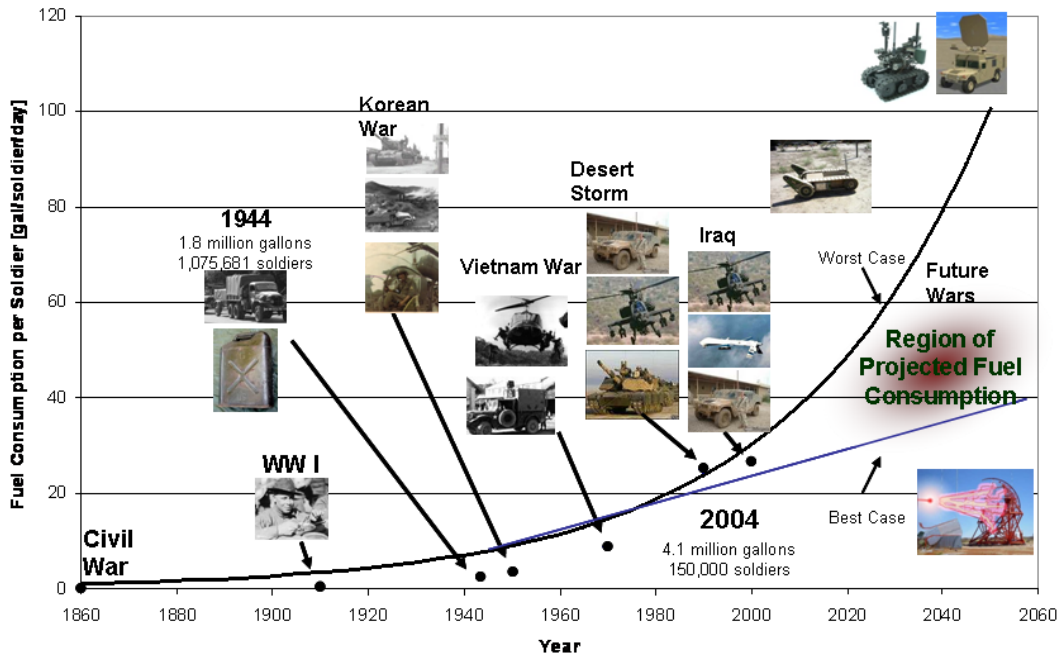 120
100
80
60
40
20
0
Fuel Consumption per Soldier [gal/soldier/day]
Korean
War
1944
1.8 million gallons
1,075,681 soldiers
Desert
Storm
Vietnam War
Iraq
Worst Case
Future
Wars
Region of
Projected Fuel
Consumption
WW I
Civil
War
2004
4.1 million gallons
150,000 soldiers
Best Case
1860
1880
1900
1920
1940
1960
1980
2000
2020
2040
2060
Year